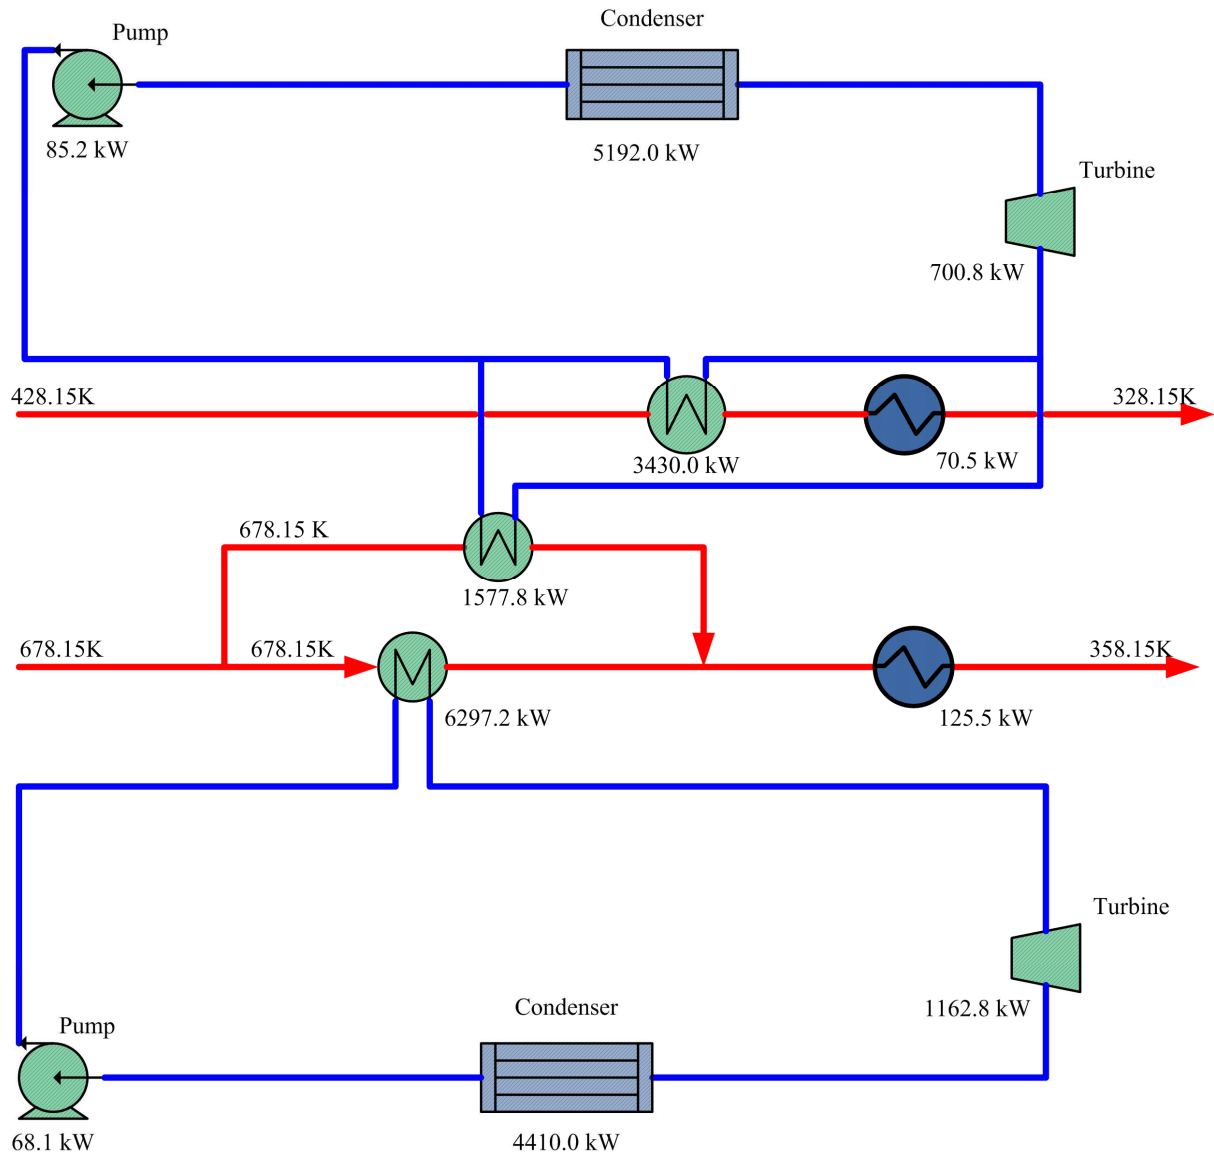 Pump
Condenser
85.2 kW
5192.0 kW
Turbine
700.8 kW
428.15K
328.15K
3430.0 kW
70.5 kW
678.15 K
1577.8 kW
678.15K
678.15K
358.15K
6297.2 kW
125.5 kW
Turbine
1162.8 kW
Condenser
Pump
68.1 kW
4410.0 kW